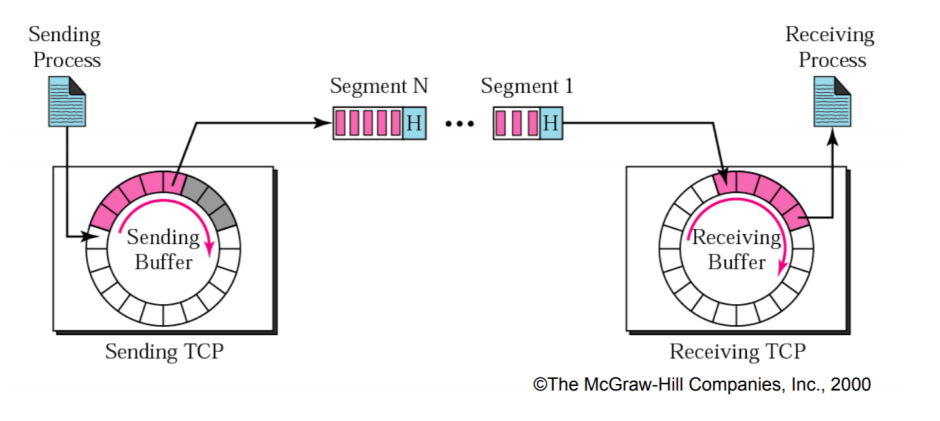 Sending
Process
Receiving
Process
Segment N
Segment 1
H
•••
H
Sending
Buffer
Receiving
Buffer
Sending TCP
Receiving TCP
©The McGraw-Hill Companies, Inc., 2000